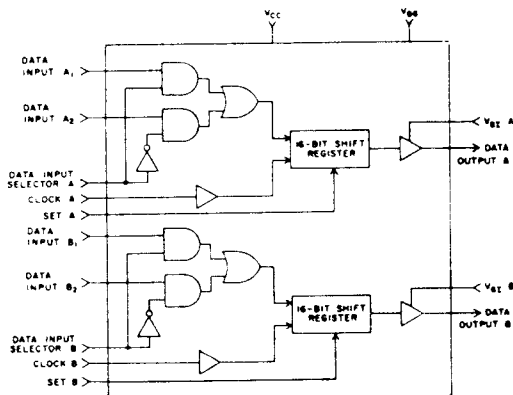 VCC
VGG
DATA
INPUT A1
DATA
INPUT A2
DATA INPUT
SELECTOR A
CLOCK A
SET A
16-BIT SHIFT
REGISTER
VBI A
DATA
OUTPUT A
DATA
INPUT B1
DATA
INPUT B2
DATA INPUT
SELECTOR B
CLOCK B
SET B
16-BIT SHIFT
REGISTER
VBI B
DATA
OUTPUT B